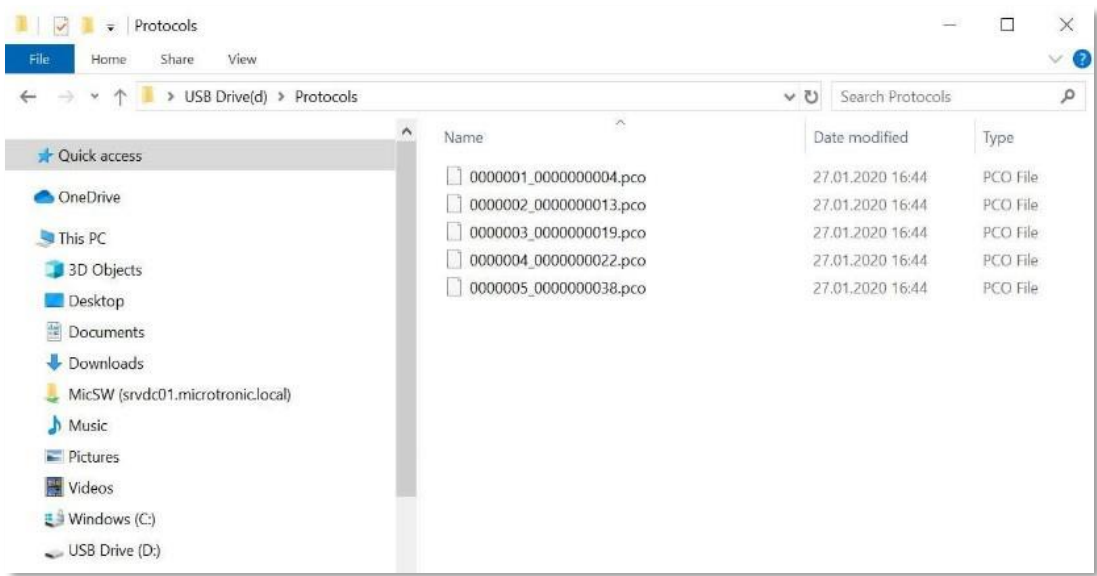 Protocols
File Home Share View
USB Drive(d) > Protocols Search Protocols
Name Date modified Type
Quick access
OneDrive
This PC
3D Objects
Desktop
Documents
Downloads
MicSW (srvdc01.microtronic.local)
Music
Pictures
Videos
Windows (C:)
USB Drive (D:)
0000001_0000000004.pco 27.01.2020 16:44 PCO File
0000002_0000000013.pco 27.01.2020 16:44 PCO File
0000003_0000000019.pco 27.01.2020 16:44 PCO File
0000004_0000000022.pco 27.01.2020 16:44 PCO File
0000005_0000000038.pco 27.01.2020 16:44 PCO File